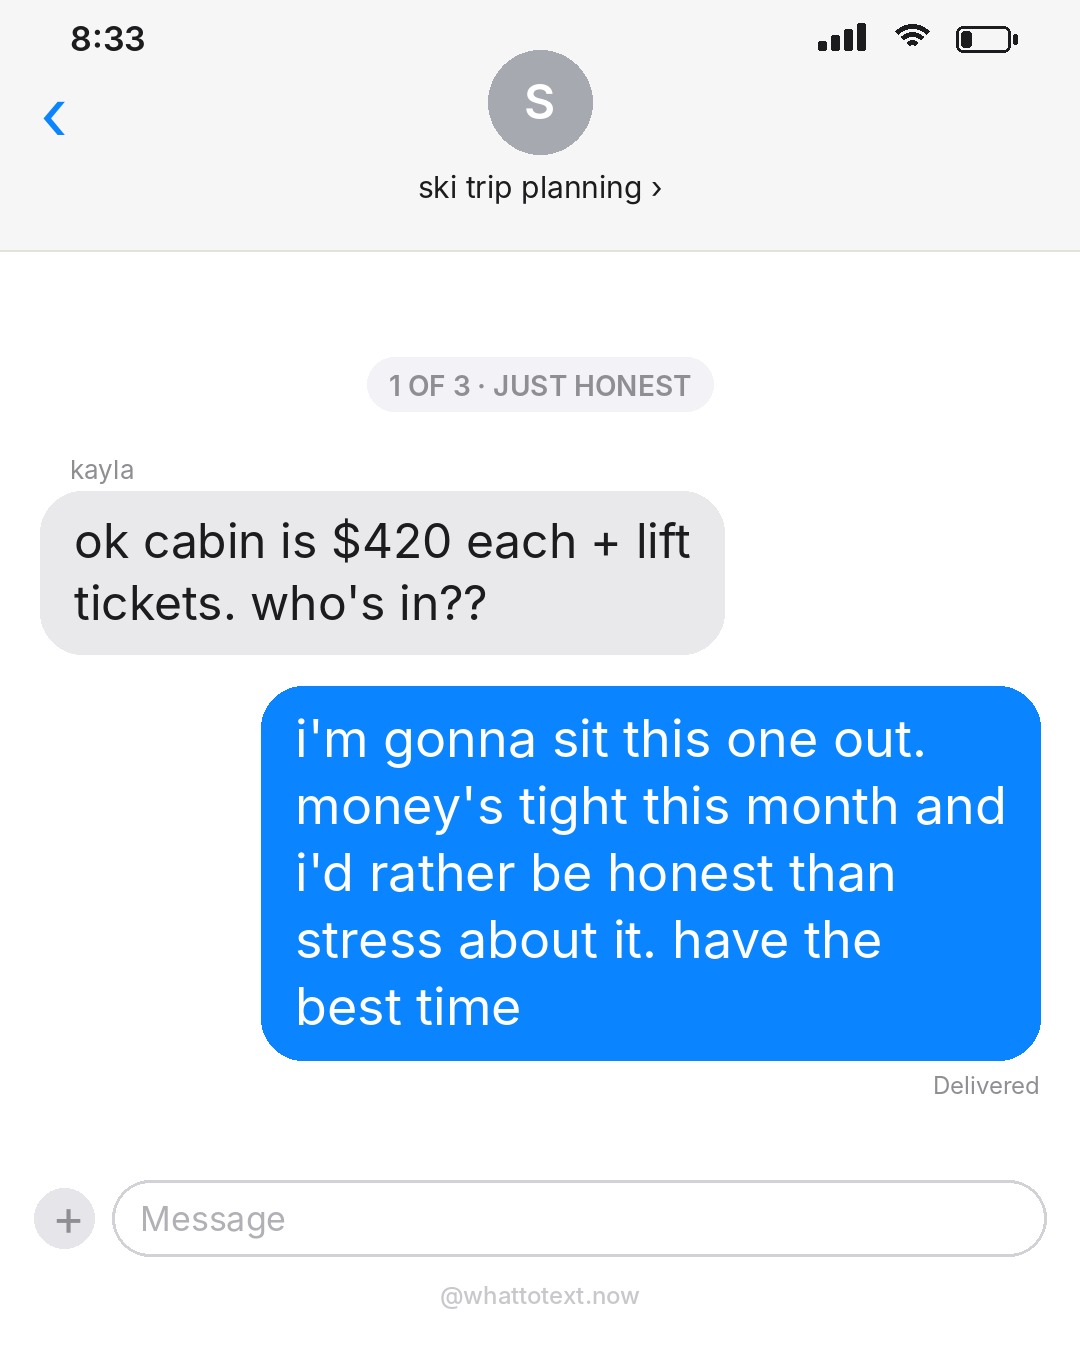 8:33
S
ski trip planning ›
1 OF 3 · JUST HONEST
kayla
ok cabin is $420 each + lift
tickets. who's in??
i'm gonna sit this one out.
money's tight this month and
i'd rather be honest than
stress about it. have the
best time
Delivered
+
Message
@whattotext.now